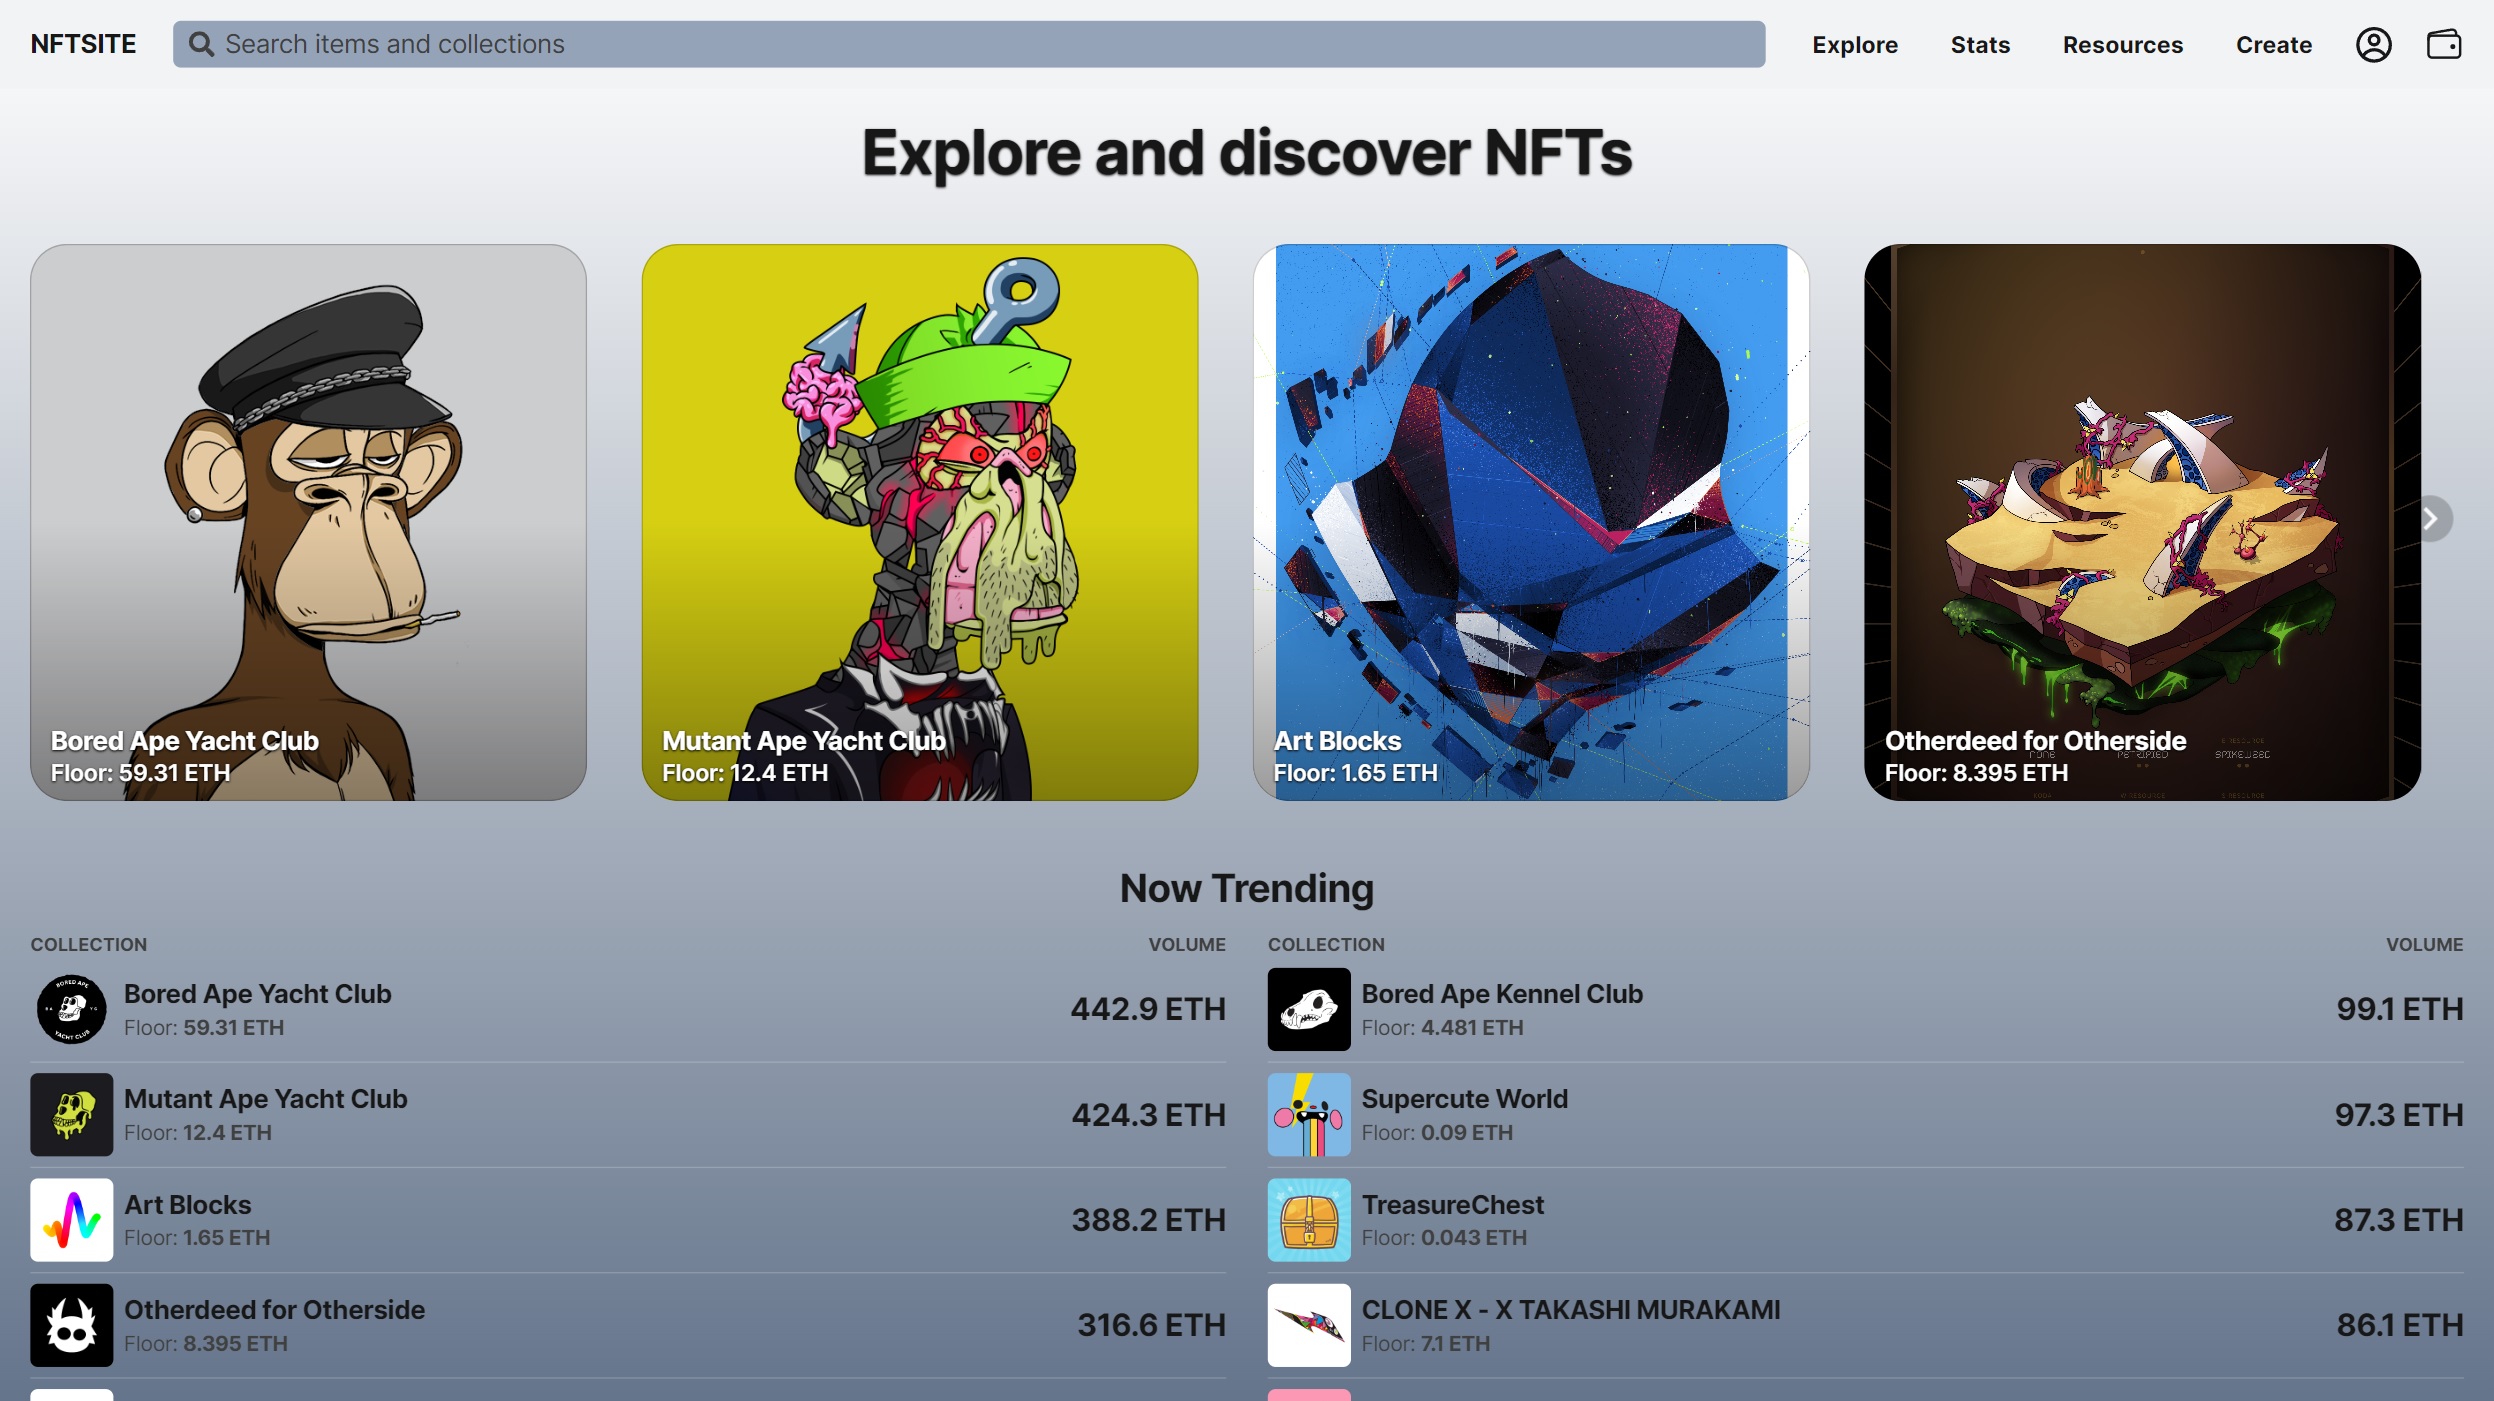 NFTSITE
Search items and collections
Explore
Stats
Resources
Create
Explore and discover NFTs
Bored Ape Yacht Club
Floor: 59.31 ETH
Mutant Ape Yacht Club
Floor: 12.4 ETH
Art Blocks
Floor: 1.65 ETH
Otherdeed for Otherside
Floor: 8.395 ETH
Now Trending
COLLECTION
VOLUME
BORED APE
YACHT CLUB
Bored Ape Yacht Club
Floor: 59.31 ETH
442.9 ETH
Mutant Ape Yacht Club
Floor: 12.4 ETH
424.3 ETH
Art Blocks
Floor: 1.65 ETH
388.2 ETH
Otherdeed for Otherside
Floor: 8.395 ETH
316.6 ETH
COLLECTION
VOLUME
Bored Ape Kennel Club
Floor: 4.481 ETH
99.1 ETH
Supercute World
Floor: 0.09 ETH
97.3 ETH
TreasureChest
Floor: 0.043 ETH
87.3 ETH
CLONE X - X TAKASHI MURAKAMI
Floor: 7.1 ETH
86.1 ETH